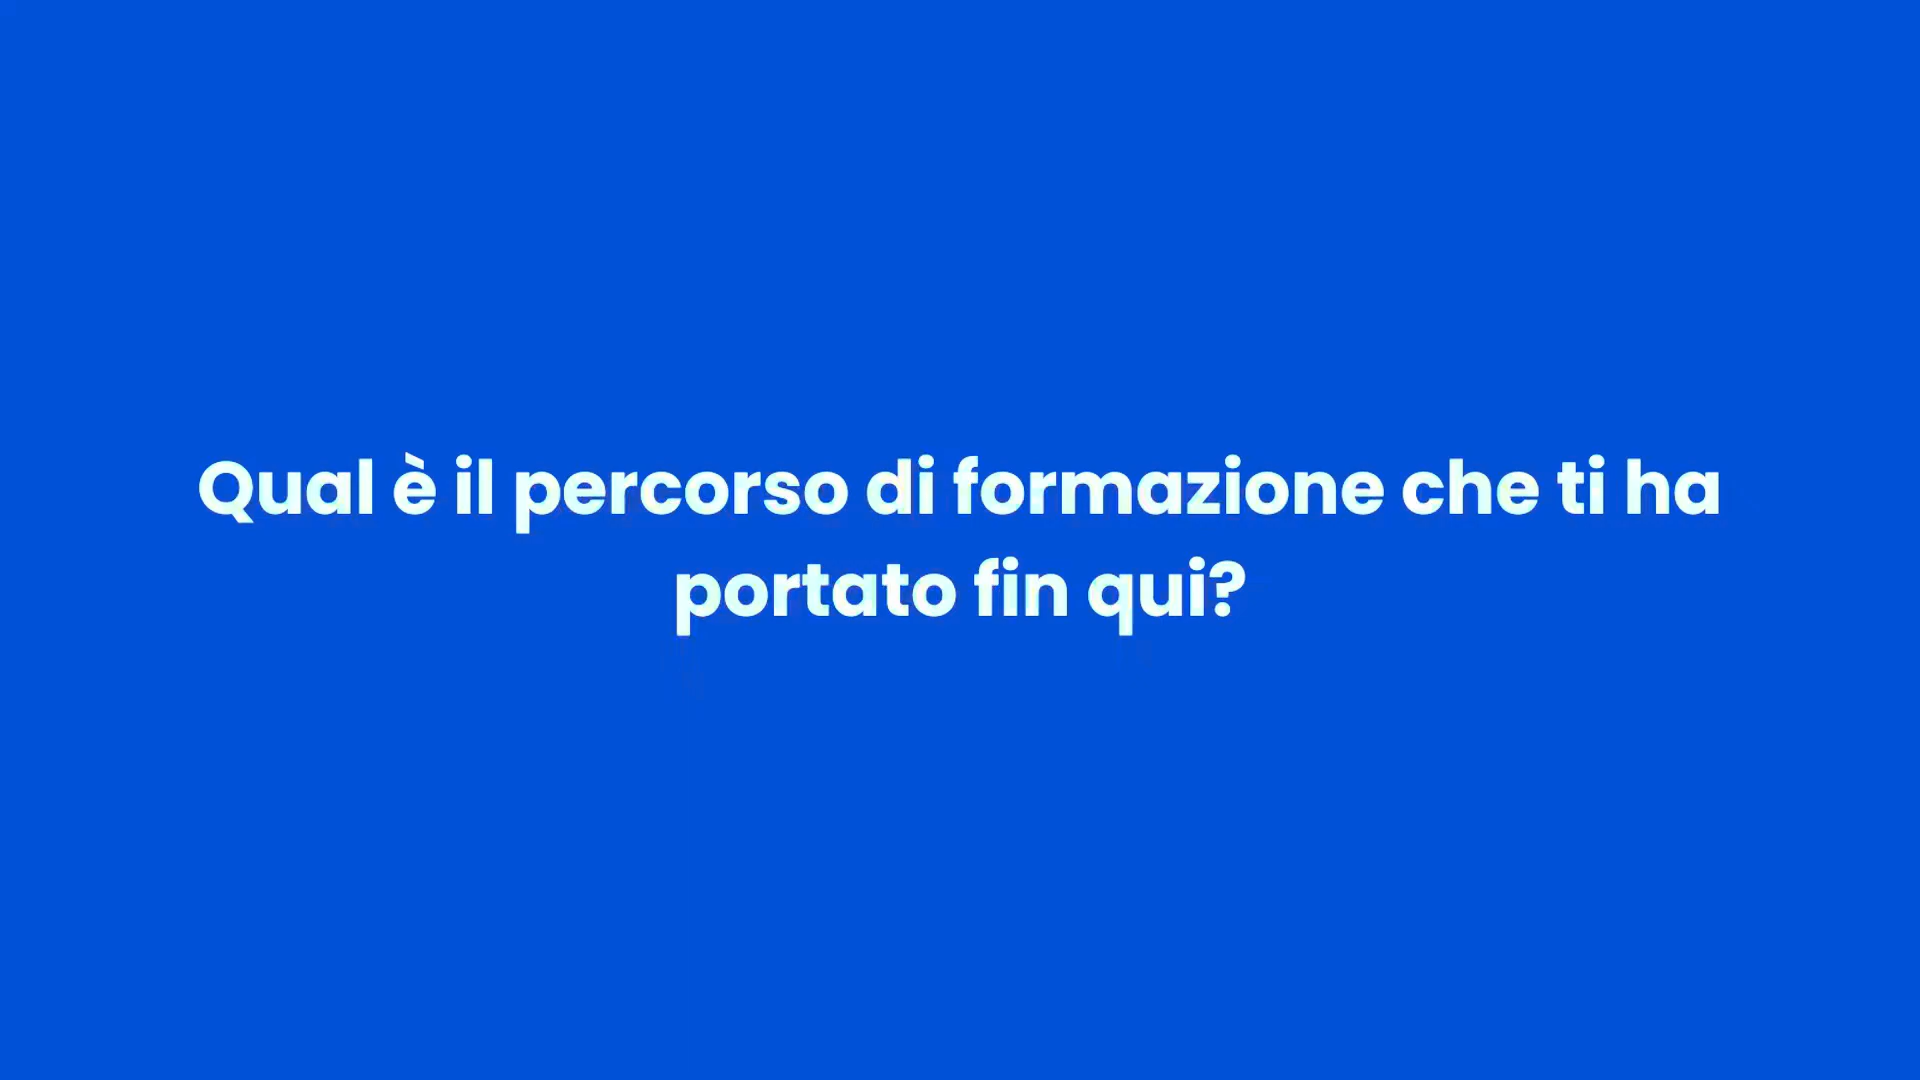 Qual è il percorso di formazione che ti ha
portato fin qui?